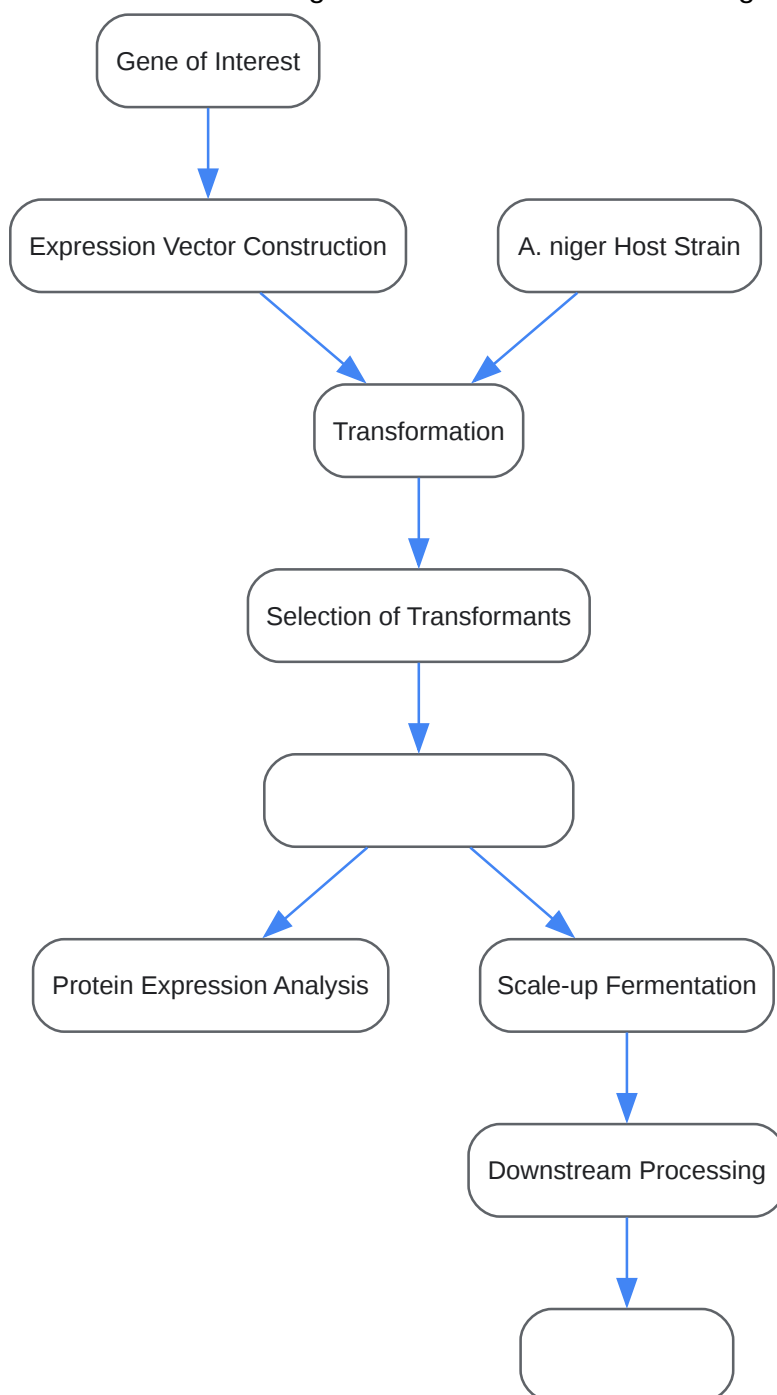 Gene of Interest
Expression Vector Construction
A. niger Host Strain
Transformation
Selection of Transformants
Protein Expression Analysis
Scale-up Fermentation
Downstream Processing